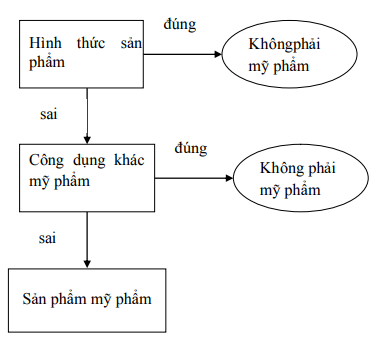 đúng
Hình thức sản
phẩm
Khôngphải
mỹ phẩm
sai
đúng
Công dụng khác
mỹ phẩm
Không phải
mỹ phẩm
sai
Sản phẩm mỹ phẩm